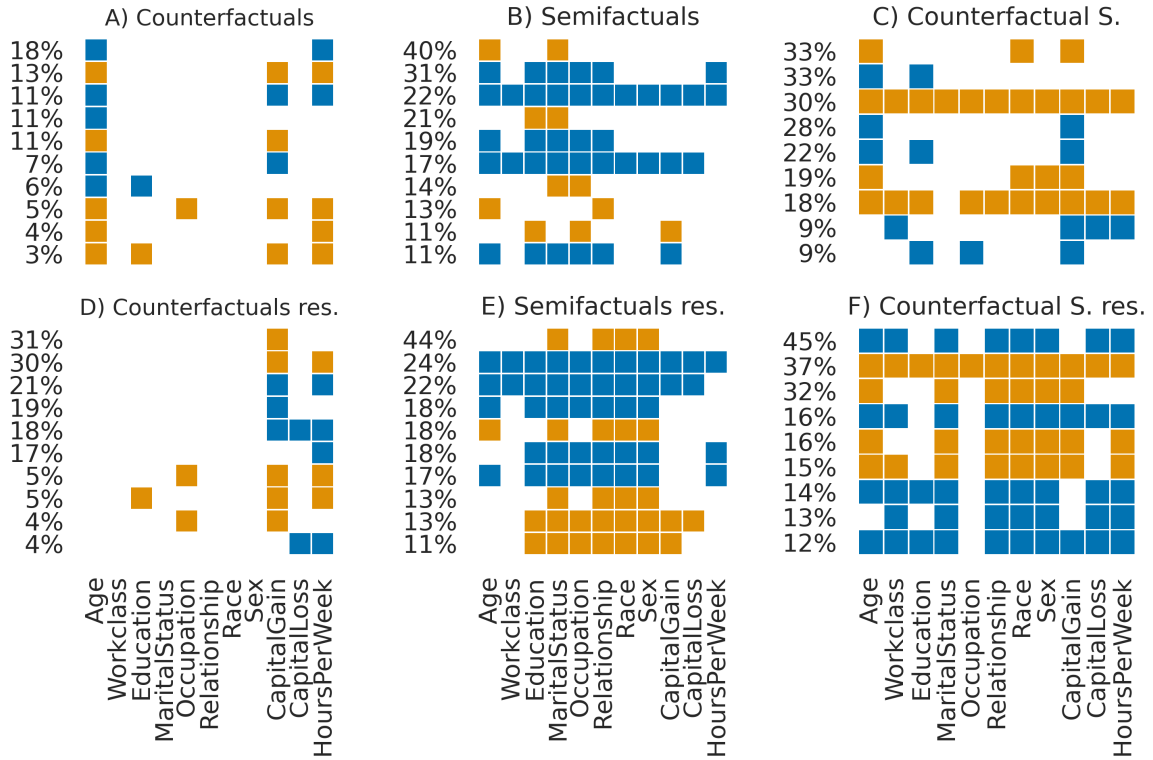 A) Counterfactuals
18%
13%
11%
11%
11%
7%
6%
5%
4%
3%
B) Semifactuals
40%
31%
22%
21%
19%
17%
14%
13%
11%
11%
C) Counterfactual S.
33%
33%
30%
28%
22%
19%
18%
9%
9%
D) Counterfactuals res.
31%
30%
21%
19%
18%
17%
5%
5%
4%
4%
Age
Workclass
Education
MaritalStatus
Occupation
Relationship
Race
Sex
CapitalGain
CapitalLoss
HoursPerWeek
E) Semifactuals res.
44%
24%
22%
18%
18%
18%
17%
13%
13%
11%
Age
Workclass
Education
MaritalStatus
Occupation
Relationship
Race
Sex
CapitalGain
CapitalLoss
HoursPerWeek
F) Counterfactual S. res.
45%
37%
32%
16%
16%
15%
14%
13%
12%
Age
Workclass
Education
MaritalStatus
Occupation
Relationship
Race
Sex
CapitalGain
CapitalLoss
HoursPerWeek